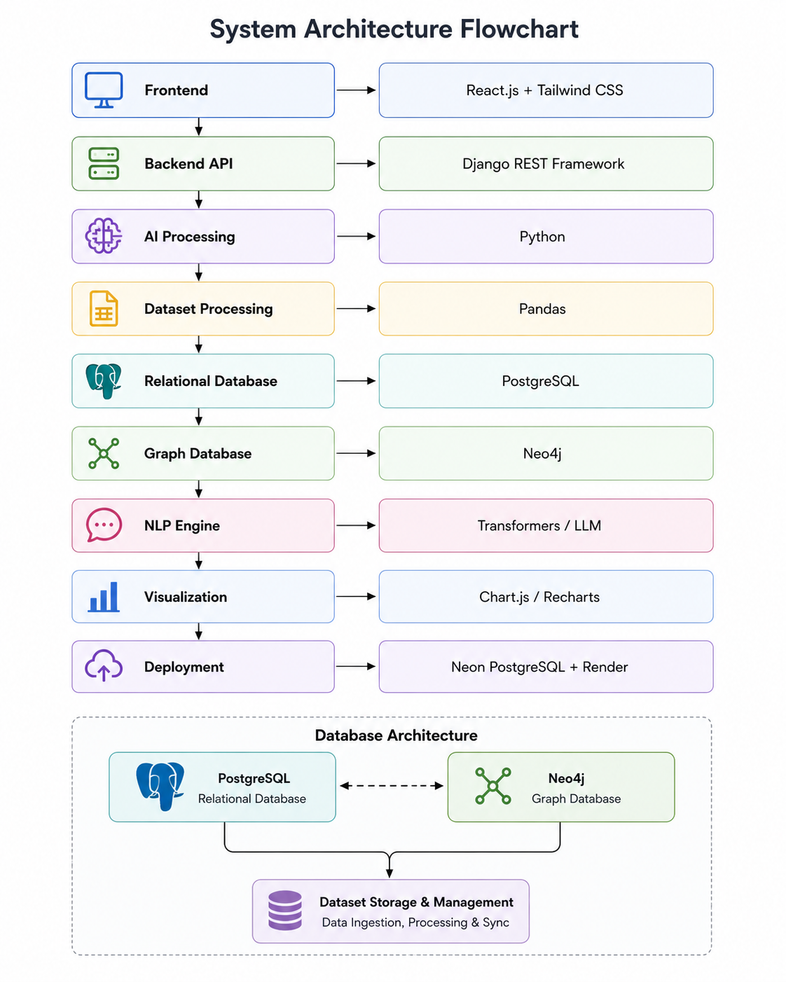 System Architecture Flowchart
Frontend
React.js + Tailwind CSS
Backend API
Django REST Framework
AI Processing
Python
Dataset Processing
Pandas
Relational Database
PostgreSQL
Graph Database
Neo4j
NLP Engine
Transformers / LLM
Visualization
Chart.js / Recharts
Deployment
Neon PostgreSQL + Render
Database Architecture
PostgreSQL
Relational Database
Neo4j
Graph Database
Dataset Storage & Management
Data Ingestion, Processing & Sync